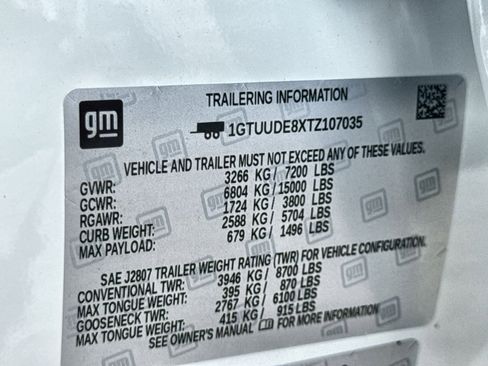 gm
TRAILERING INFORMATION
1GTUUDE8XTZ107035
VEHICLE AND TRAILER MUST NOT EXCEED ANY OF THESE VALUES.
GVWR: 3266 KG / 7200 LBS
GCWR: 6804 KG / 15000 LBS
RGAWR: 1724 KG / 3800 LBS
CURB WEIGHT: 2588 KG / 5704 LBS
MAX PAYLOAD: 679 KG / 1496 LBS
SAE J2807 TRAILER WEIGHT RATING (TWR) FOR VEHICLE CONFIGURATION.
CONVENTIONAL TWR: 3946 KG / 8700 LBS
MAX TONGUE WEIGHT: 395 KG / 870 LBS
GOOSENECK TWR: 2767 KG / 6100 LBS
MAX TONGUE WEIGHT: 415 KG / 915 LBS
SEE OWNER'S MANUAL FOR MORE INFORMATION